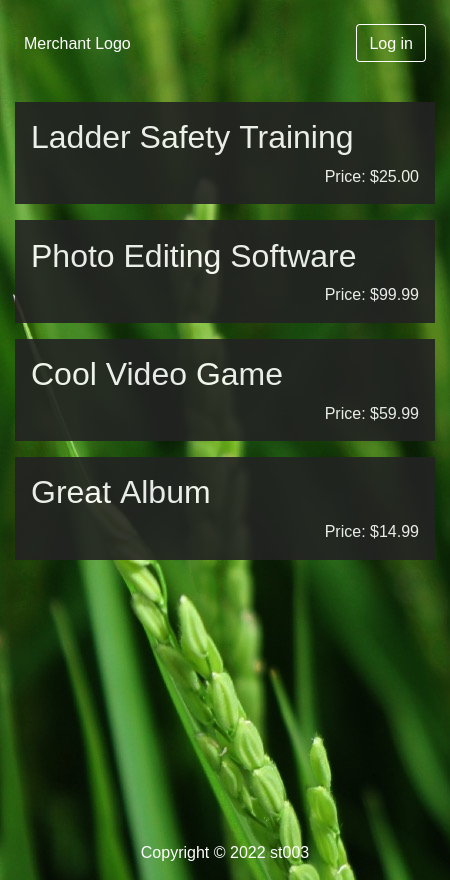 Merchant Logo
Log in
Ladder Safety Training
Price: $25.00
Photo Editing Software
Price: $99.99
Cool Video Game
Price: $59.99
Great Album
Price: $14.99
Copyright © 2022 st003